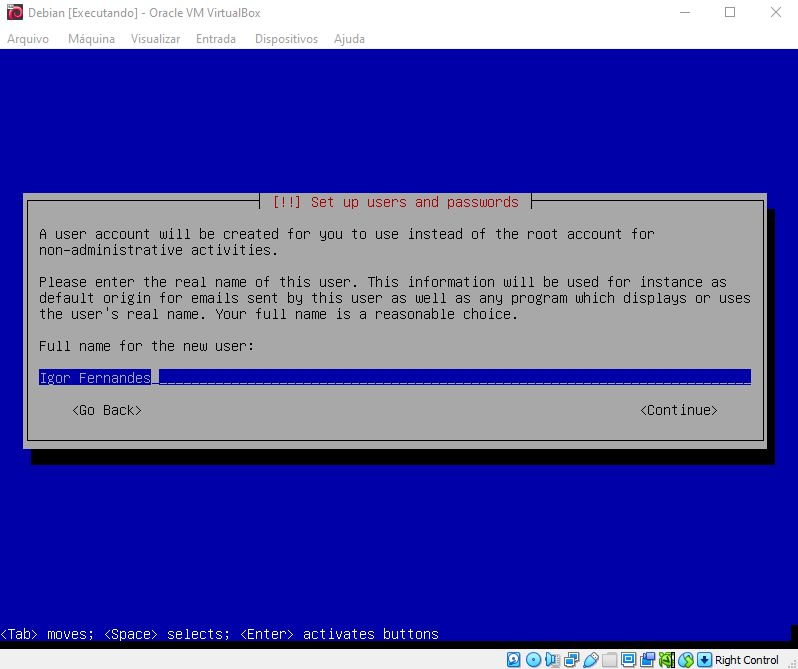 Debian [Executando] - Oracle VM VirtualBox
Arquivo Máquina Visualizar Entrada Dispositivos Ajuda
[!!] Set up users and passwords
A user account will be created for you to use instead of the root account for
non-administrative activities.
Please enter the real name of this user. This information will be used for instance as
default origin for emails sent by this user as well as any program which displays or uses
the user's real name. Your full name is a reasonable choice.
Full name for the new user:
Igor Fernandes
<Go Back> <Continue>
<Tab> moves; <Space> selects; <Enter> activates buttons
Right Control